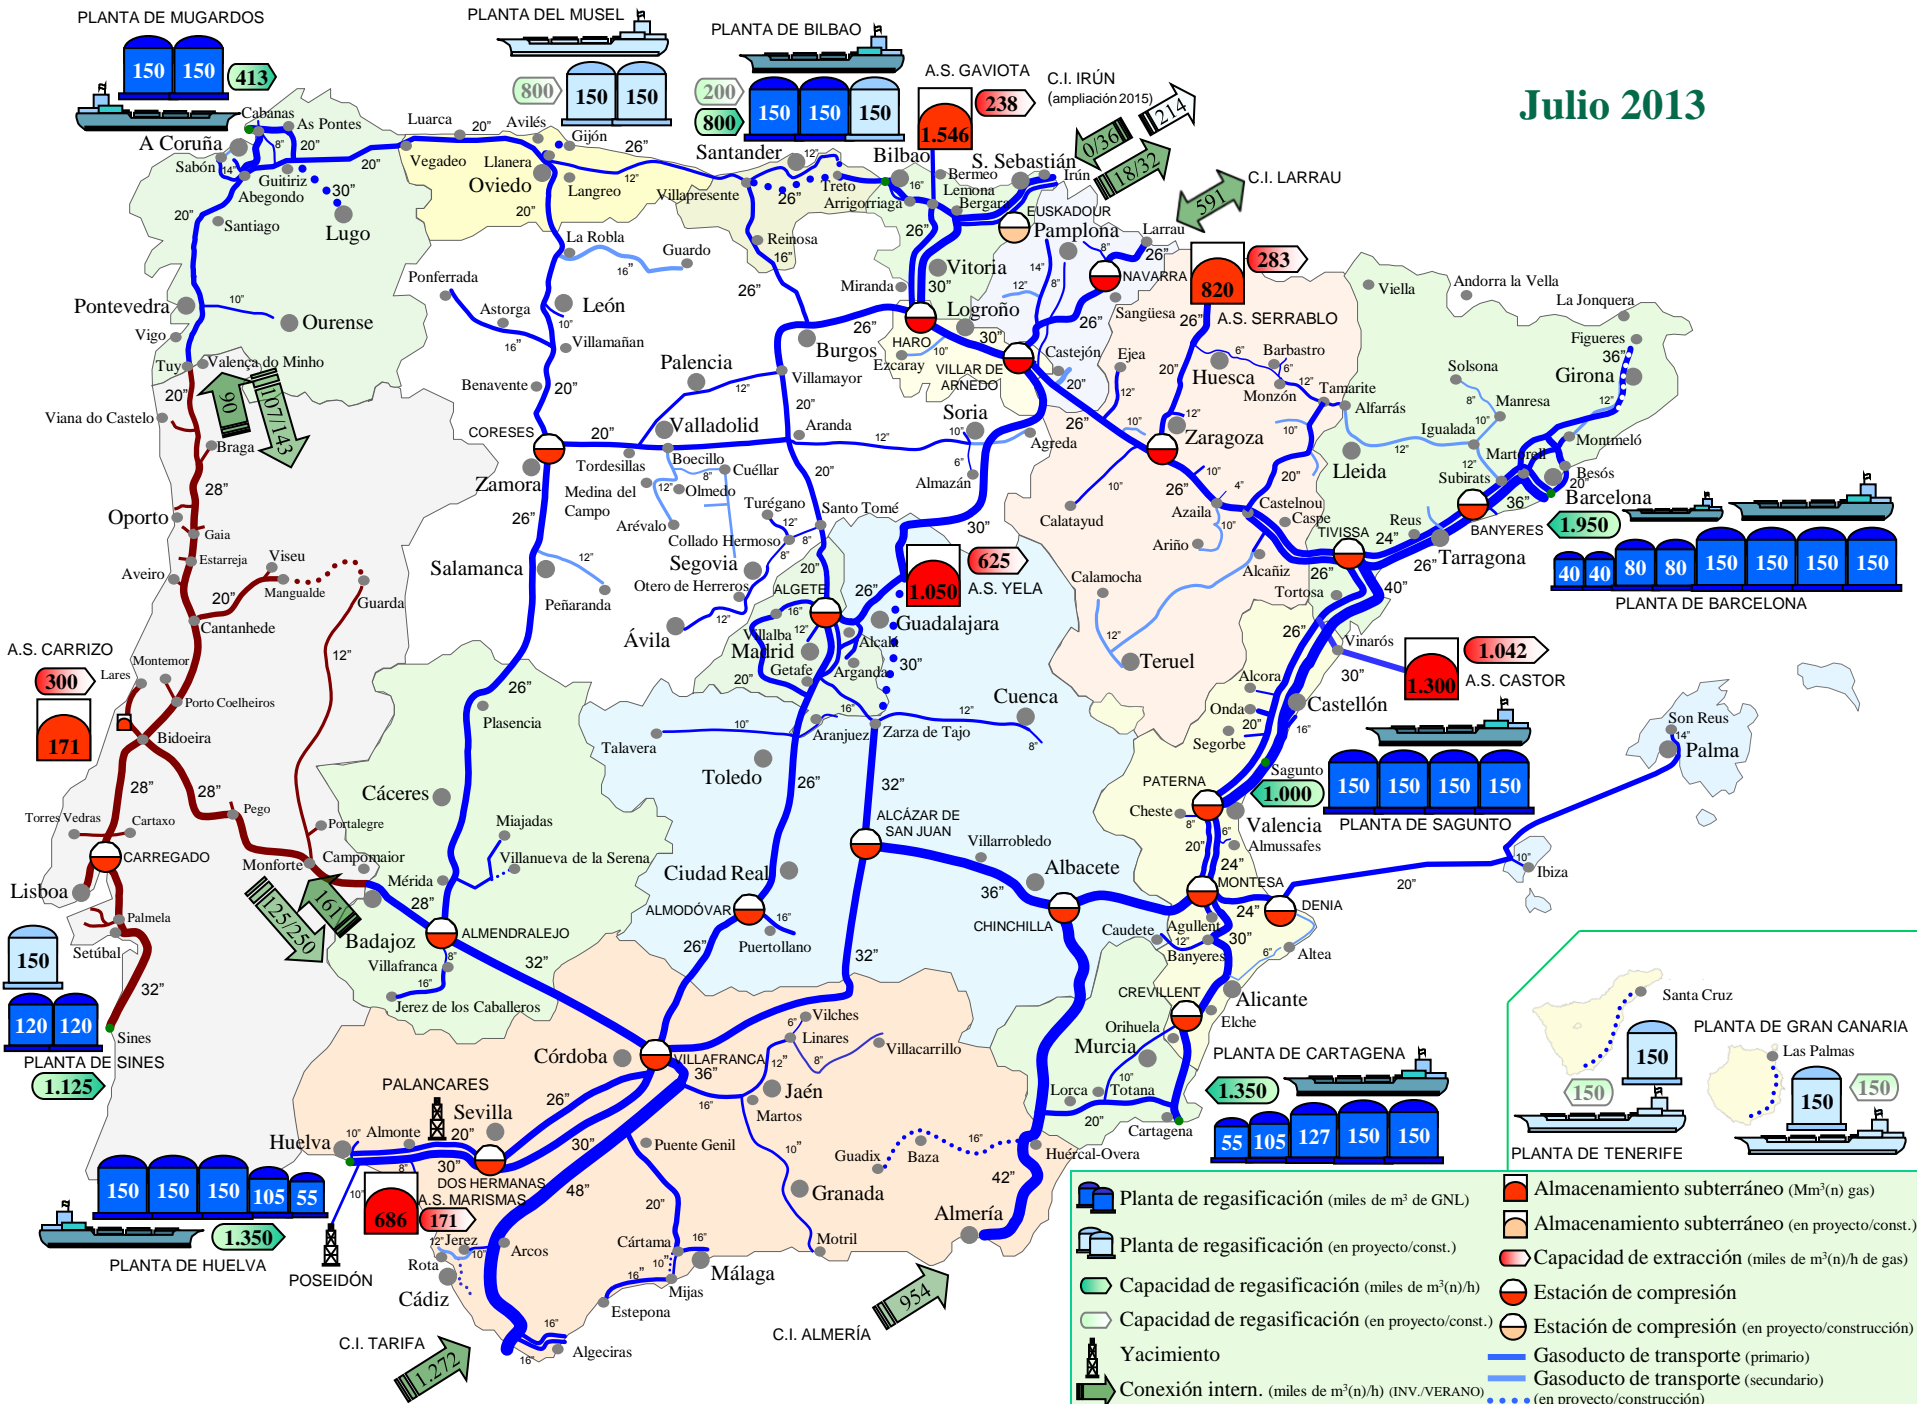 Julio 2013
PLANTA DE MUGARDOS
150 150
413
PLANTA DEL MUSEL
800
150 150
PLANTA DE BILBAO
200
800
150 150 150
A.S. GAVIOTA
1.546
238
C.I. IRÚN
(ampliación 2015)
214
0/36
18/32
C.I. LARRAU
591
Cabanas
As Pontes
A Coruña
Sabón
Guitiriz
Abegondo
Santiago
Lugo
Luarca
Vegadeo
Avilés
Gijón
Llanera
Oviedo
Langreo
Santander
Villapresente
Treto
Arrigorriaga
Bilbao
Bermeo
Lemona
Bergara
S. Sebastián
Irún
EUSKADOUR
Pamplona
Larrau
NAVARRA
Sangüesa
820
283
A.S. SERRABLO
Viella
Andorra la Vella
La Jonquera
Figueres
Girona
La Robla
Guardo
Reinosa
Ponferrada
Astorga
León
Villamañan
Benavente
Vitoria
Miranda
Logroño
HARO
Ezcaray
VILLAR DE
ARNEDO
Castejón
Ejea
Huesca
Barbastro
Monzón
Tamarite
Alfarrás
Solsona
Manresa
Igualada
Martorell
Subirats
Montmeló
Besós
Barcelona
BANYERES
1.950
40 40 80 80 150 150 150 150
PLANTA DE BARCELONA
Pontevedra
Vigo
Ourense
Tuy
Valença do Minho
90
107/143
Viana do Castelo
Braga
Oporto
Gaia
Estarreja
Aveiro
Viseu
Mangualde
Guarda
Cantanhede
Palencia
Burgos
Villamayor
CORESES
Zamora
Valladolid
Tordesillas
Boecillo
Cuéllar
Medina del
Campo
Olmedo
Arévalo
Turégano
Collado Hermoso
Segovia
Otero de Herreros
Ávila
Santo Tomé
Aranda
Soria
Almazán
Agreda
Zaragoza
Calatayud
Azaila
Ariño
Castelnou
Caspe
Alcañiz
Lleida
TIVISSA
Reus
Tarragona
Tortosa
Calamocha
Teruel
Vinarós
1.042
1.300
A.S. CASTOR
Alcora
Onda
Castellón
Segorbe
Sagunto
1.000
150 150 150 150
PLANTA DE SAGUNTO
PATERNA
Cheste
Valencia
Almussafes
Salamanca
Peñaranda
ALGETE
Villalba
Madrid
Getafe
Alcalá
Arganda
Guadalajara
1.050
625
A.S. YELA
Aranjuez
Zarza de Tajo
Cuenca
Talavera
Toledo
A.S. CARRIZO
300
171
Lares
Montemor
Porto Coelheiros
Bidoeira
Pego
Torres Vedras
Cartaxo
CARREGADO
Lisboa
Palmela
Setúbal
Portalegre
Monforte
Campomaior
161
125/250
150
120 120
Sines
PLANTA DE SINES
1.125
Plasencia
Cáceres
Miajadas
Villanueva de la Serena
Mérida
Badajoz
ALMENDRALEJO
Villafranca
Jerez de los Caballeros
Ciudad Real
ALMODÓVAR
Puertollano
ALCÁZAR DE
SAN JUAN
Villarrobledo
Albacete
CHINCHILLA
MONTESA
DENIA
Agullent
Caudete
Banyeres
Altea
CREVILLENT
Alicante
Elche
Orihuela
Murcia
Lorca
Totana
Cartagena
PLANTA DE CARTAGENA
1.350
55 105 127 150 150
Son Reus
Palma
Ibiza
Córdoba
VILLAFRANCA
Vilches
Linares
Villacarrillo
Jaén
Martos
PALANCARES
Sevilla
Huelva
Almonte
DOS HERMANAS
A.S. MARISMAS
686
171
150 150 150 105 55
1.350
PLANTA DE HUELVA
POSEIDÓN
Puente Genil
Guadix
Baza
Huércal-Overa
Granada
Almería
Motril
Cártama
Málaga
Mijas
Estepona
Jerez
Rota
Arcos
Cádiz
Algeciras
C.I. TARIFA
1.272
C.I. ALMERÍA
954
Santa Cruz
150
150
PLANTA DE TENERIFE
PLANTA DE GRAN CANARIA
Las Palmas
150
150
Planta de regasificación (miles de m³ de GNL)
Planta de regasificación (en proyecto/const.)
Capacidad de regasificación (miles de m³(n)/h)
Capacidad de regasificación (en proyecto/const.)
Yacimiento
Conexión intern. (miles de m³(n)/h) (INV./VERANO)
Almacenamiento subterráneo (Mm³(n) gas)
Almacenamiento subterráneo (en proyecto/const.)
Capacidad de extracción (miles de m³(n)/h de gas)
Estación de compresión
Estación de compresión (en proyecto/construcción)
Gasoducto de transporte (primario)
Gasoducto de transporte (secundario)
(en proyecto/construcción)